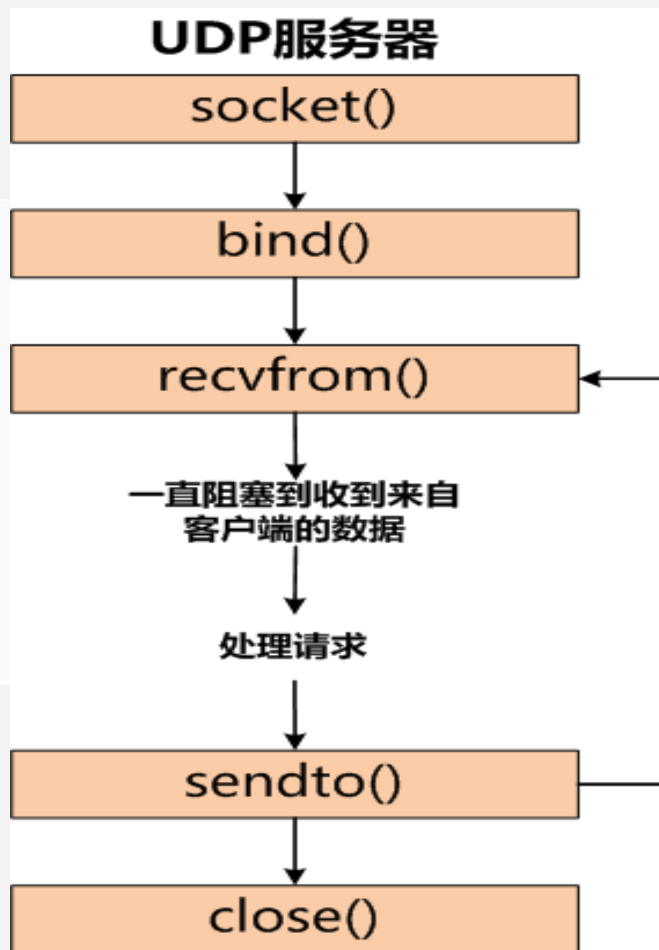 UDP服务器
socket()
bind()
recvfrom()
一直阻塞到收到来自
客户端的数据
处理请求
sendto()
close()